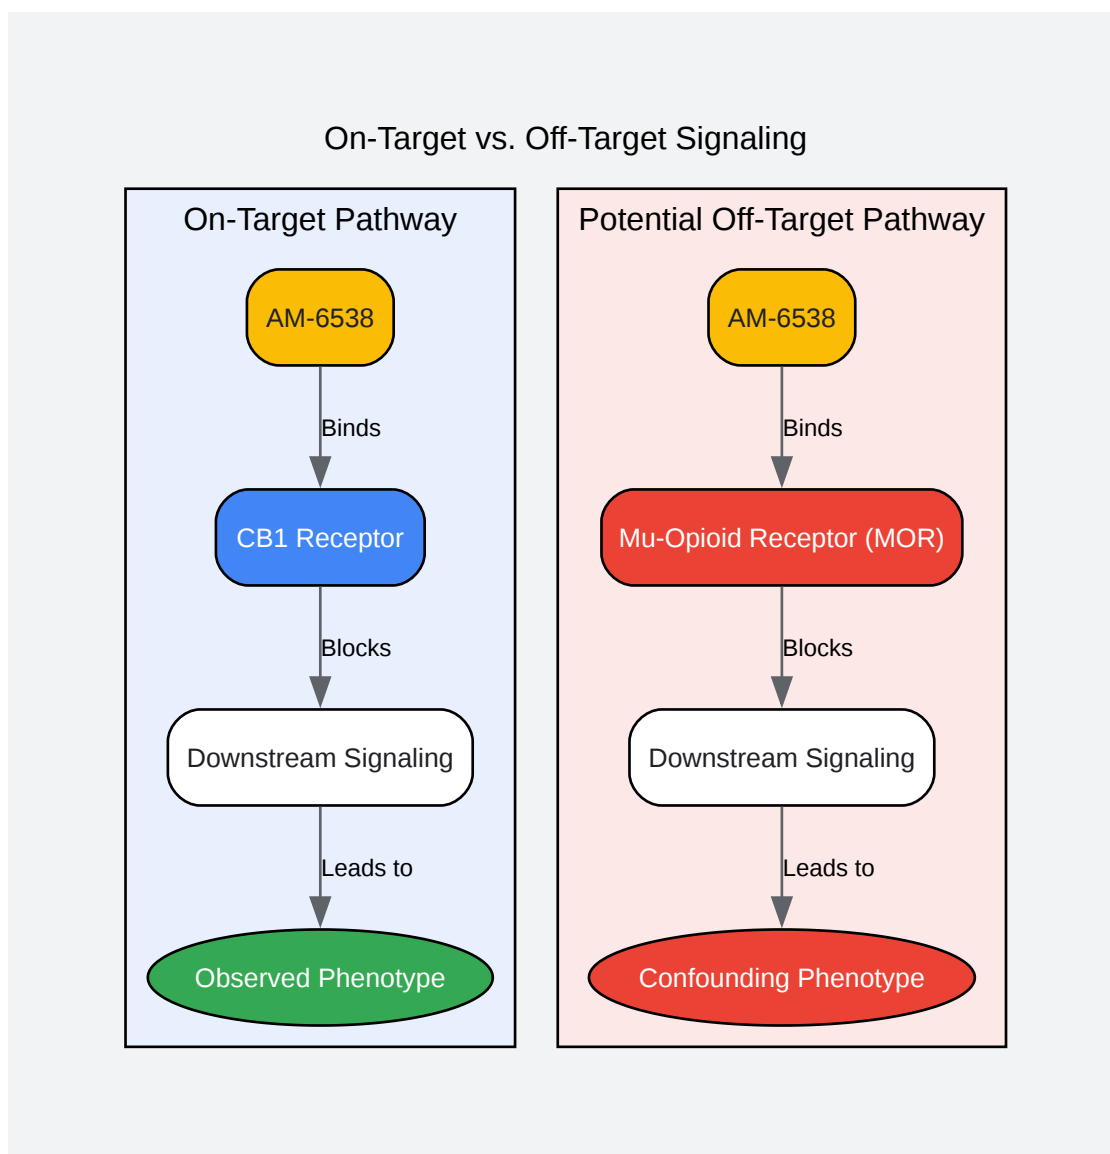 On-Target vs. Off-Target Signaling
On-Target Pathway
AM-6538
Binds
CB1 Receptor
Blocks
Downstream Signaling
Leads to
Observed Phenotype
Potential Off-Target Pathway
AM-6538
Binds
Mu-Opioid Receptor (MOR)
Blocks
Downstream Signaling
Leads to
Confounding Phenotype